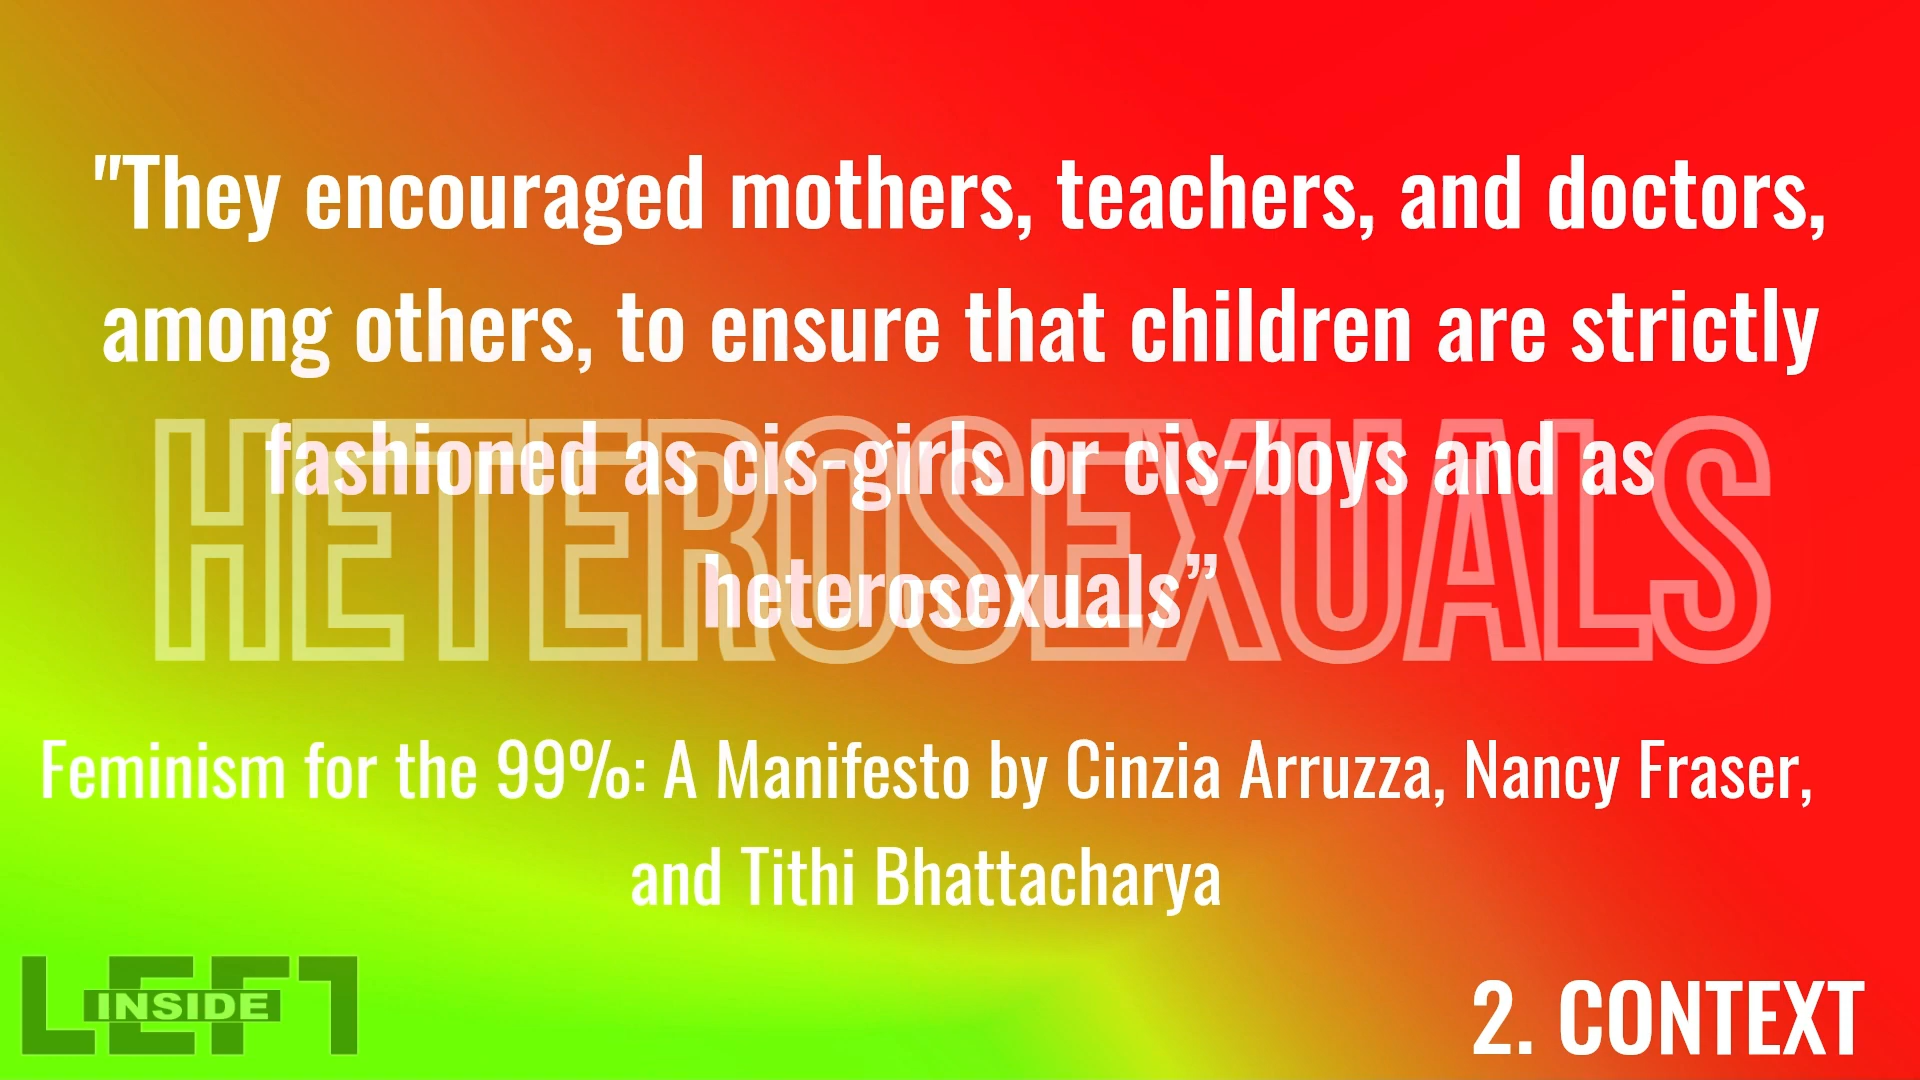 "They encouraged mothers, teachers, and doctors,
among others, to ensure that children are strictly
fashioned as cis-girls or cis-boys and as
heterosexuals”
HETEROSEXUALS
Feminism for the 99%: A Manifesto by Cinzia Arruzza, Nancy Fraser,
and Tithi Bhattacharya
LEFT
INSIDE
2. CONTEXT